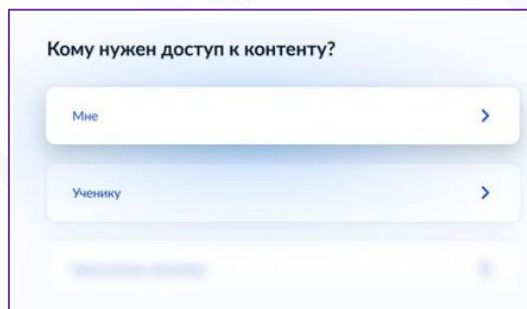 Кому нужен доступ к контенту?
Мне
Ученику